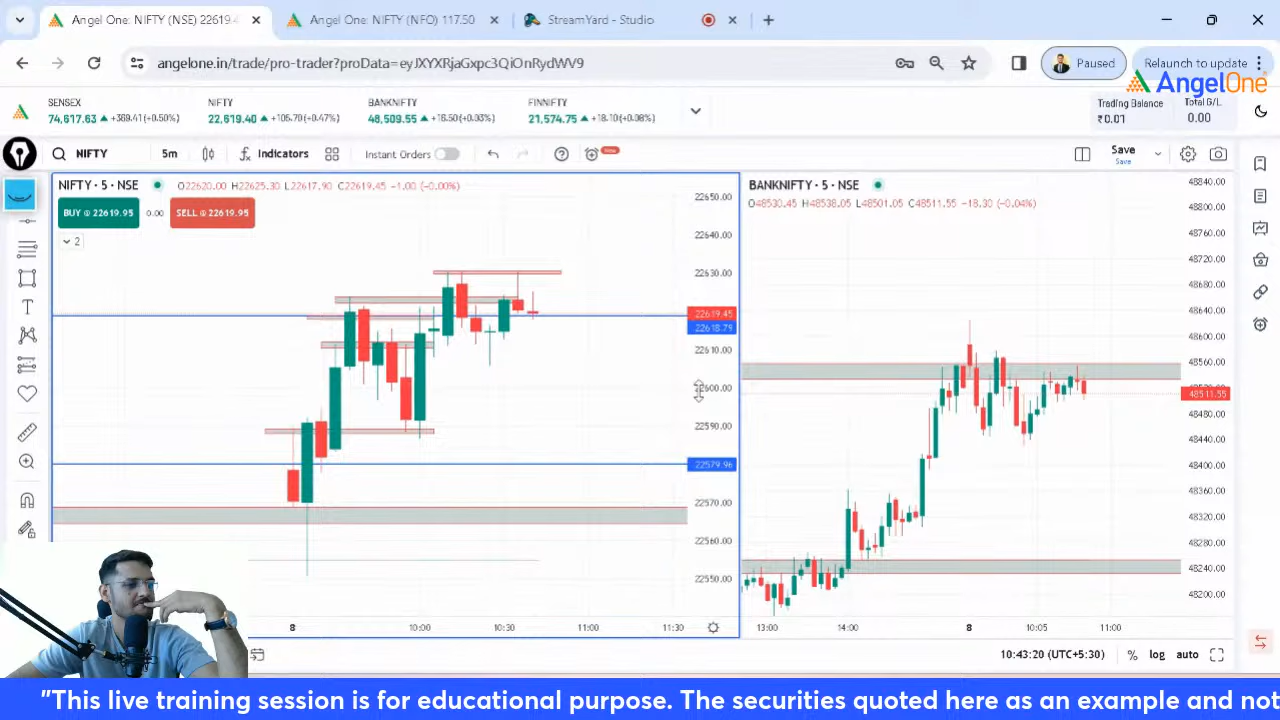 Angel One: NIFTY (NSE) 22619.4
Angel One: NIFTY (NFO) 117.50
StreamYard - Studio
angelone.in/trade/pro-trader?proData=eyJXYXRjaGxpc3QiOnRydWV9
Paused
Relaunch to update
AngelOne
SENSEX
74,617.63 +369.41(+0.50%)
NIFTY
22,619.40 +105.70(+0.47%)
BANKNIFTY
48,509.55 +16.50(+0.03%)
FINNIFTY
21,574.75 +18.10(+0.08%)
Trading Balance
₹0.01
Total G/L
0.00
NIFTY
5m
Indicators
Instant Orders
New
Save
Save
NIFTY · 5 · NSE
O22620.00 H22625.30 L22617.90 C22619.45 -1.00 (-0.00%)
BUY @ 22619.95
0.00
SELL @ 22619.95
2
22650.00
22640.00
22630.00
22619.45
22618.79
22610.00
22600.00
22590.00
22579.96
22570.00
22560.00
22550.00
8
10:00
10:30
11:00
11:30
BANKNIFTY · 5 · NSE
O48530.45 H48538.05 L48501.05 C48511.55 -18.30 (-0.04%)
48840.00
48800.00
48760.00
48720.00
48680.00
48640.00
48600.00
48560.00
48511.55
48480.00
48440.00
48400.00
48360.00
48320.00
48280.00
48240.00
48200.00
13:00
14:00
8
10:05
11:00
10:43:20 (UTC+5:30)
%
log
auto
"This live training session is for educational purpose. The securities quoted here as an example and not